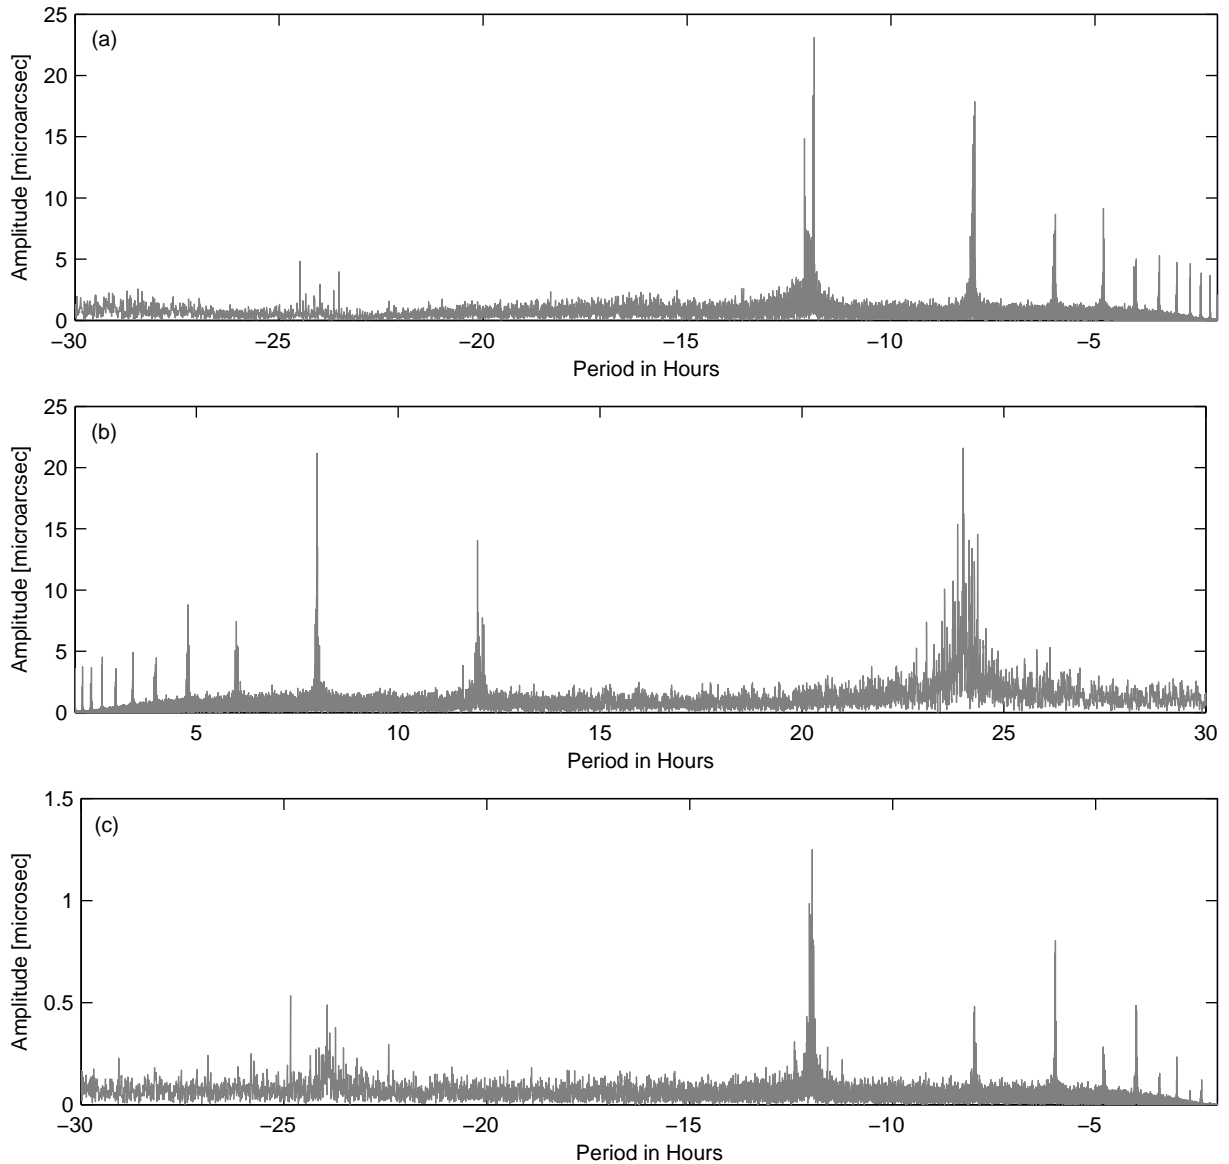 (a)
Amplitude [microarcsec]
25
20
15
10
5
0
−30 −25 −20 −15 −10 −5
Period in Hours
(b)
Amplitude [microarcsec]
25
20
15
10
5
0
5 10 15 20 25 30
Period in Hours
(c)
Amplitude [microsec]
1.5
1
0.5
0
−30 −25 −20 −15 −10 −5
Period in Hours